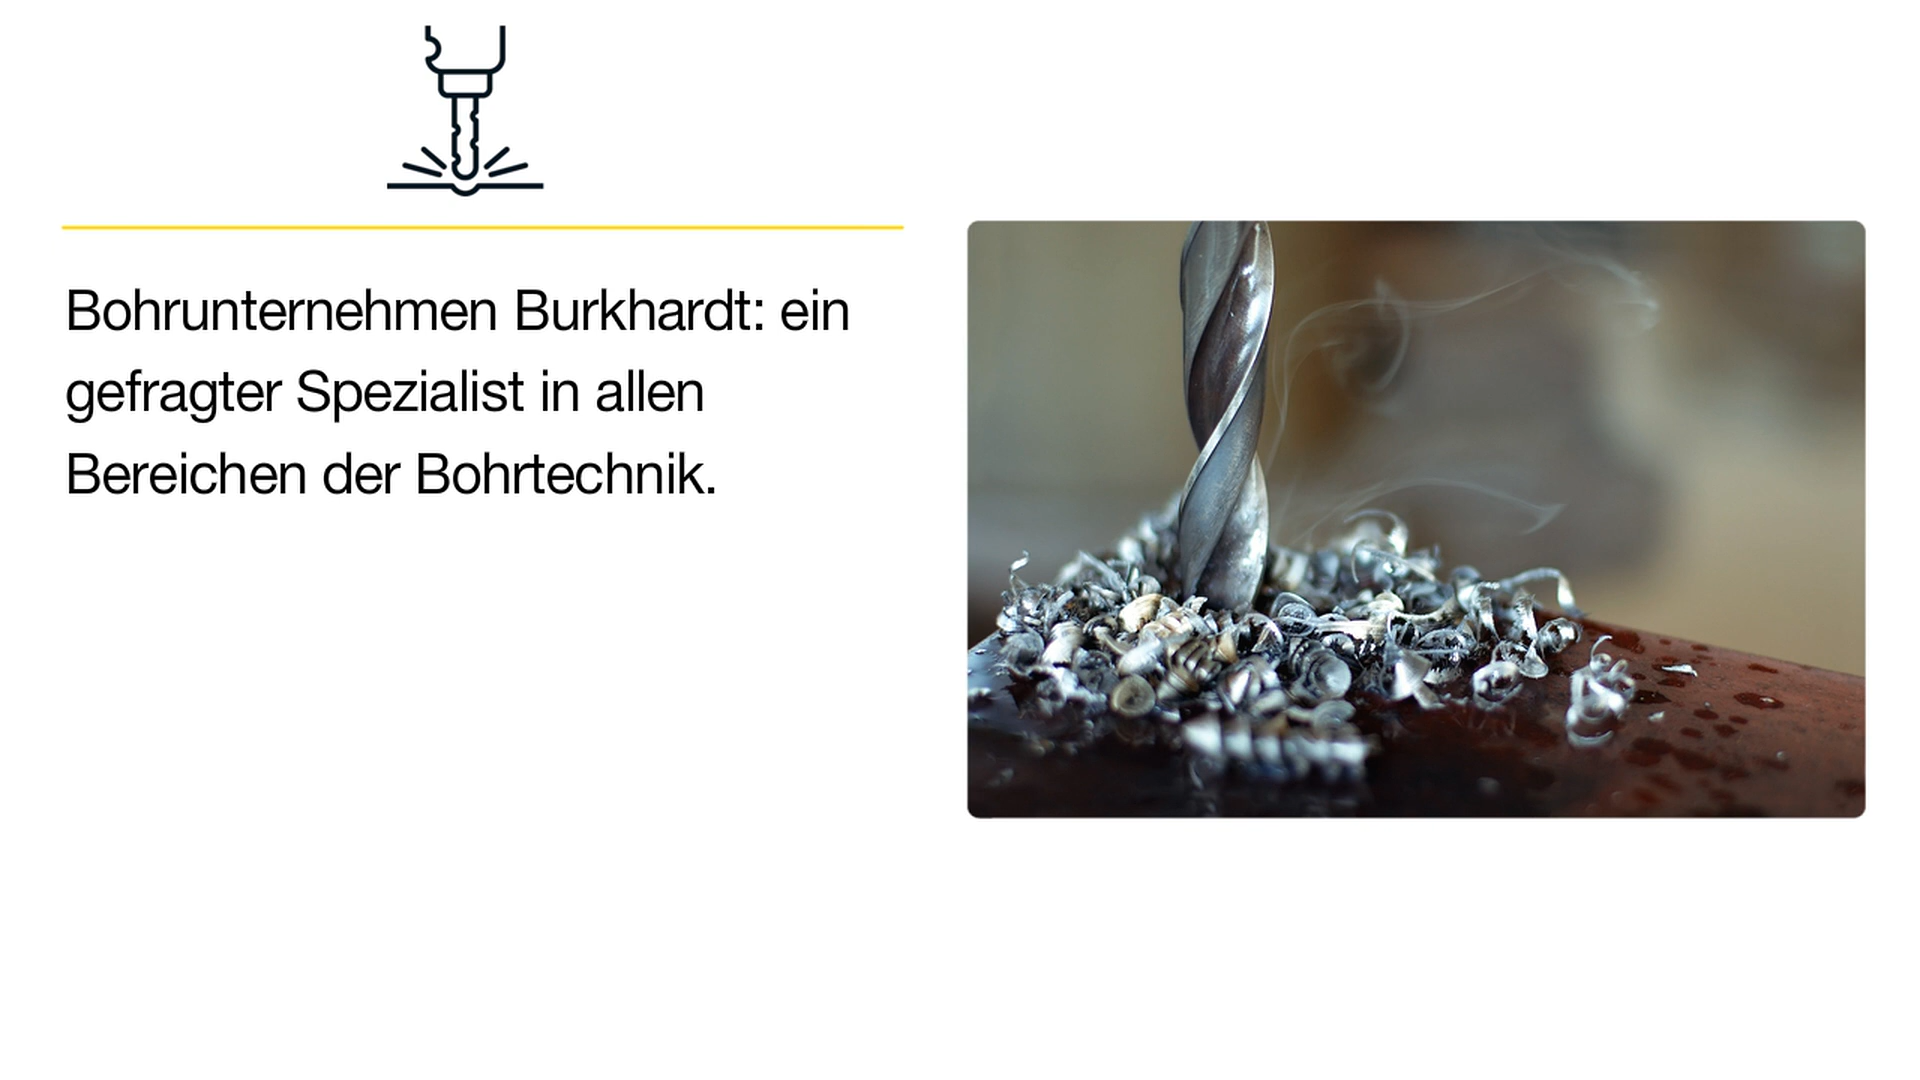 Bohrunternehmen Burkhardt: ein
gefragter Spezialist in allen
Bereichen der Bohrtechnik.